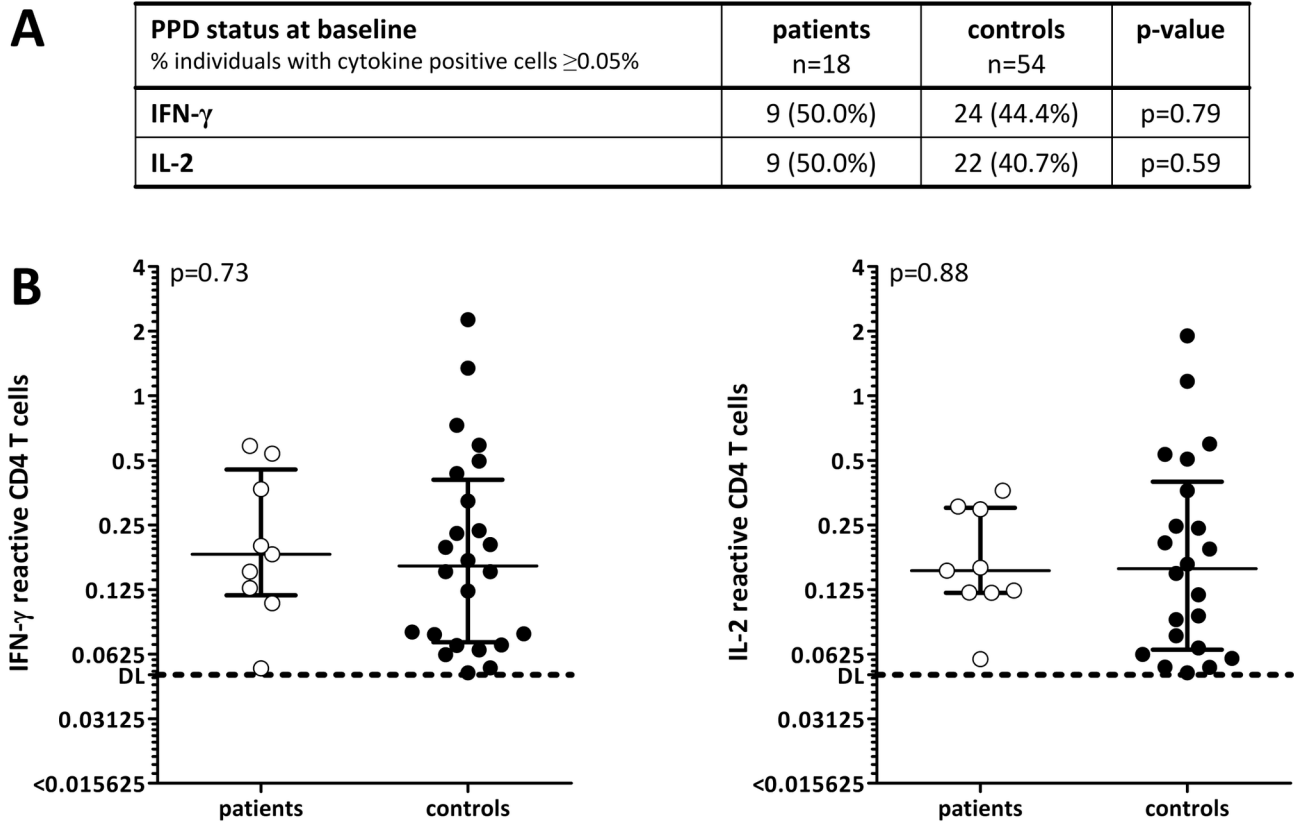 A
PPD status at baseline patients controls p-value
% individuals with cytokine positive cells ≥0.05% n=18 n=54
IFN-γ 9 (50.0%) 24 (44.4%) p=0.79
IL-2 9 (50.0%) 22 (40.7%) p=0.59
B
IFN-γ reactive CD4 T cells
4
2
1
0.5
0.25
0.125
0.0625
DL
0.03125
<0.015625
p=0.73
patients controls
IL-2 reactive CD4 T cells
4
2
1
0.5
0.25
0.125
0.0625
DL
0.03125
<0.015625
p=0.88
patients controls